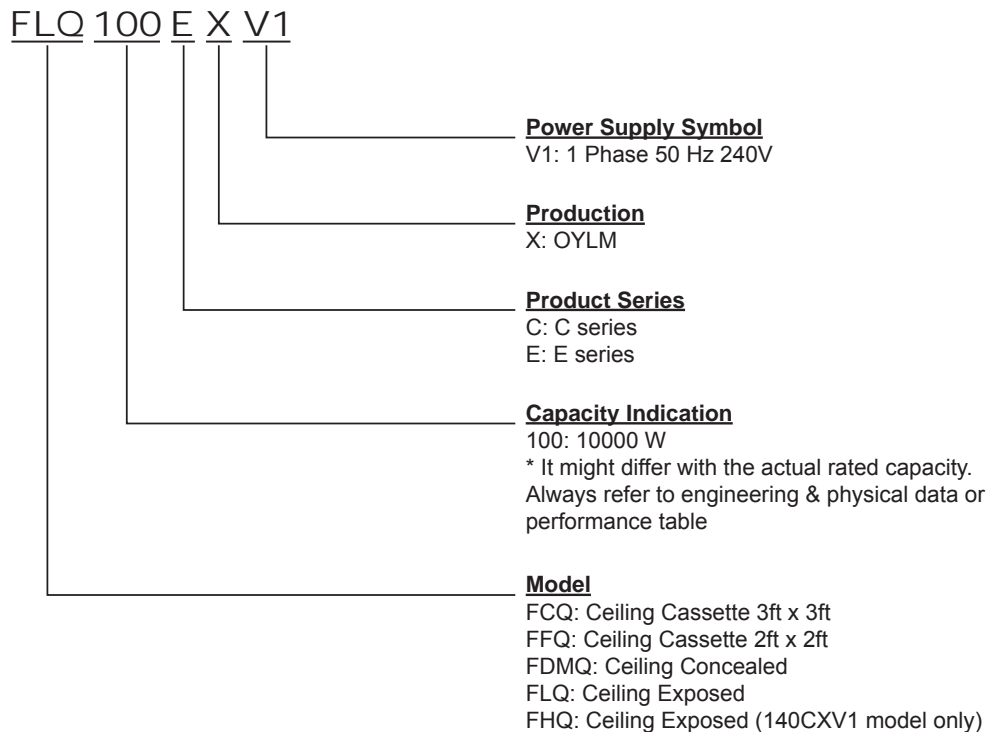 FLQ 100 E X V1
Power Supply Symbol
V1: 1 Phase 50 Hz 240V
Production
X: OYLM
Product Series
C: C series
E: E series
Capacity Indication
100: 10000 W
* It might differ with the actual rated capacity.
Always refer to engineering & physical data or
performance table
Model
FCQ: Ceiling Cassette 3ft x 3ft
FFQ: Ceiling Cassette 2ft x 2ft
FDMQ: Ceiling Concealed
FLQ: Ceiling Exposed
FHQ: Ceiling Exposed (140CXV1 model only)